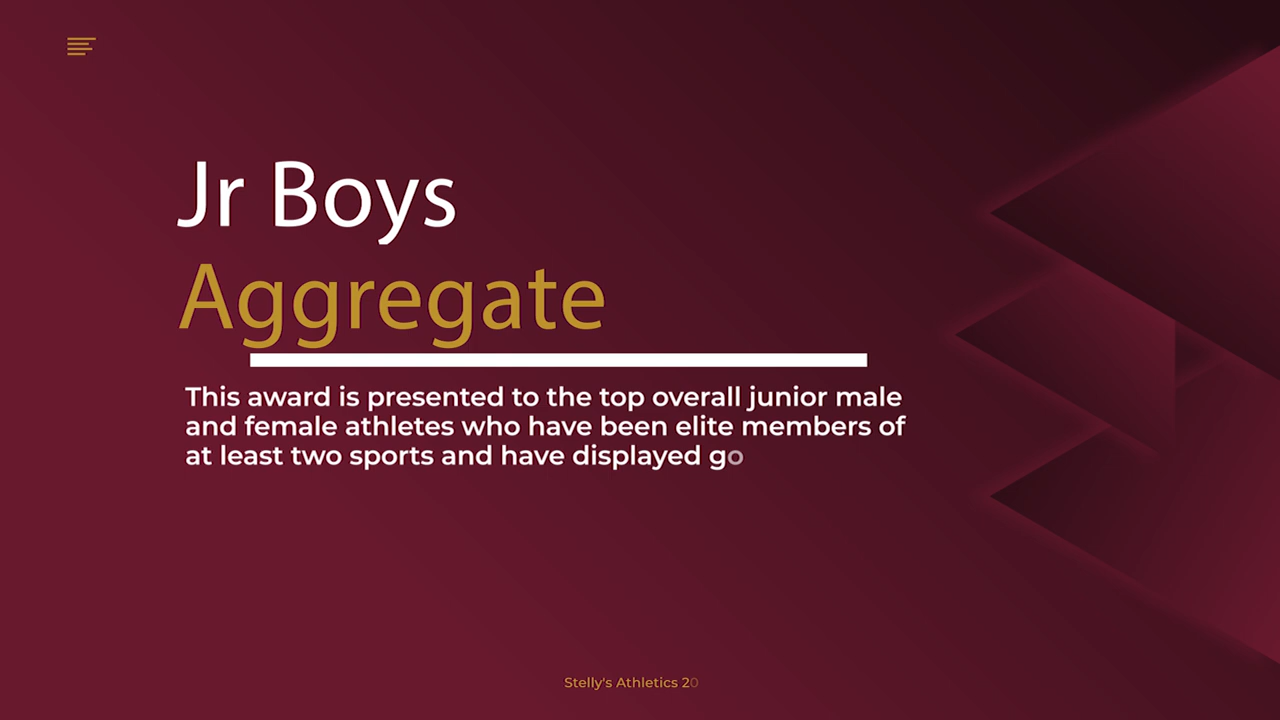 Jr Boys
Aggregate
This award is presented to the top overall junior male
and female athletes who have been elite members of
at least two sports and have displayed go
Stelly's Athletics 20